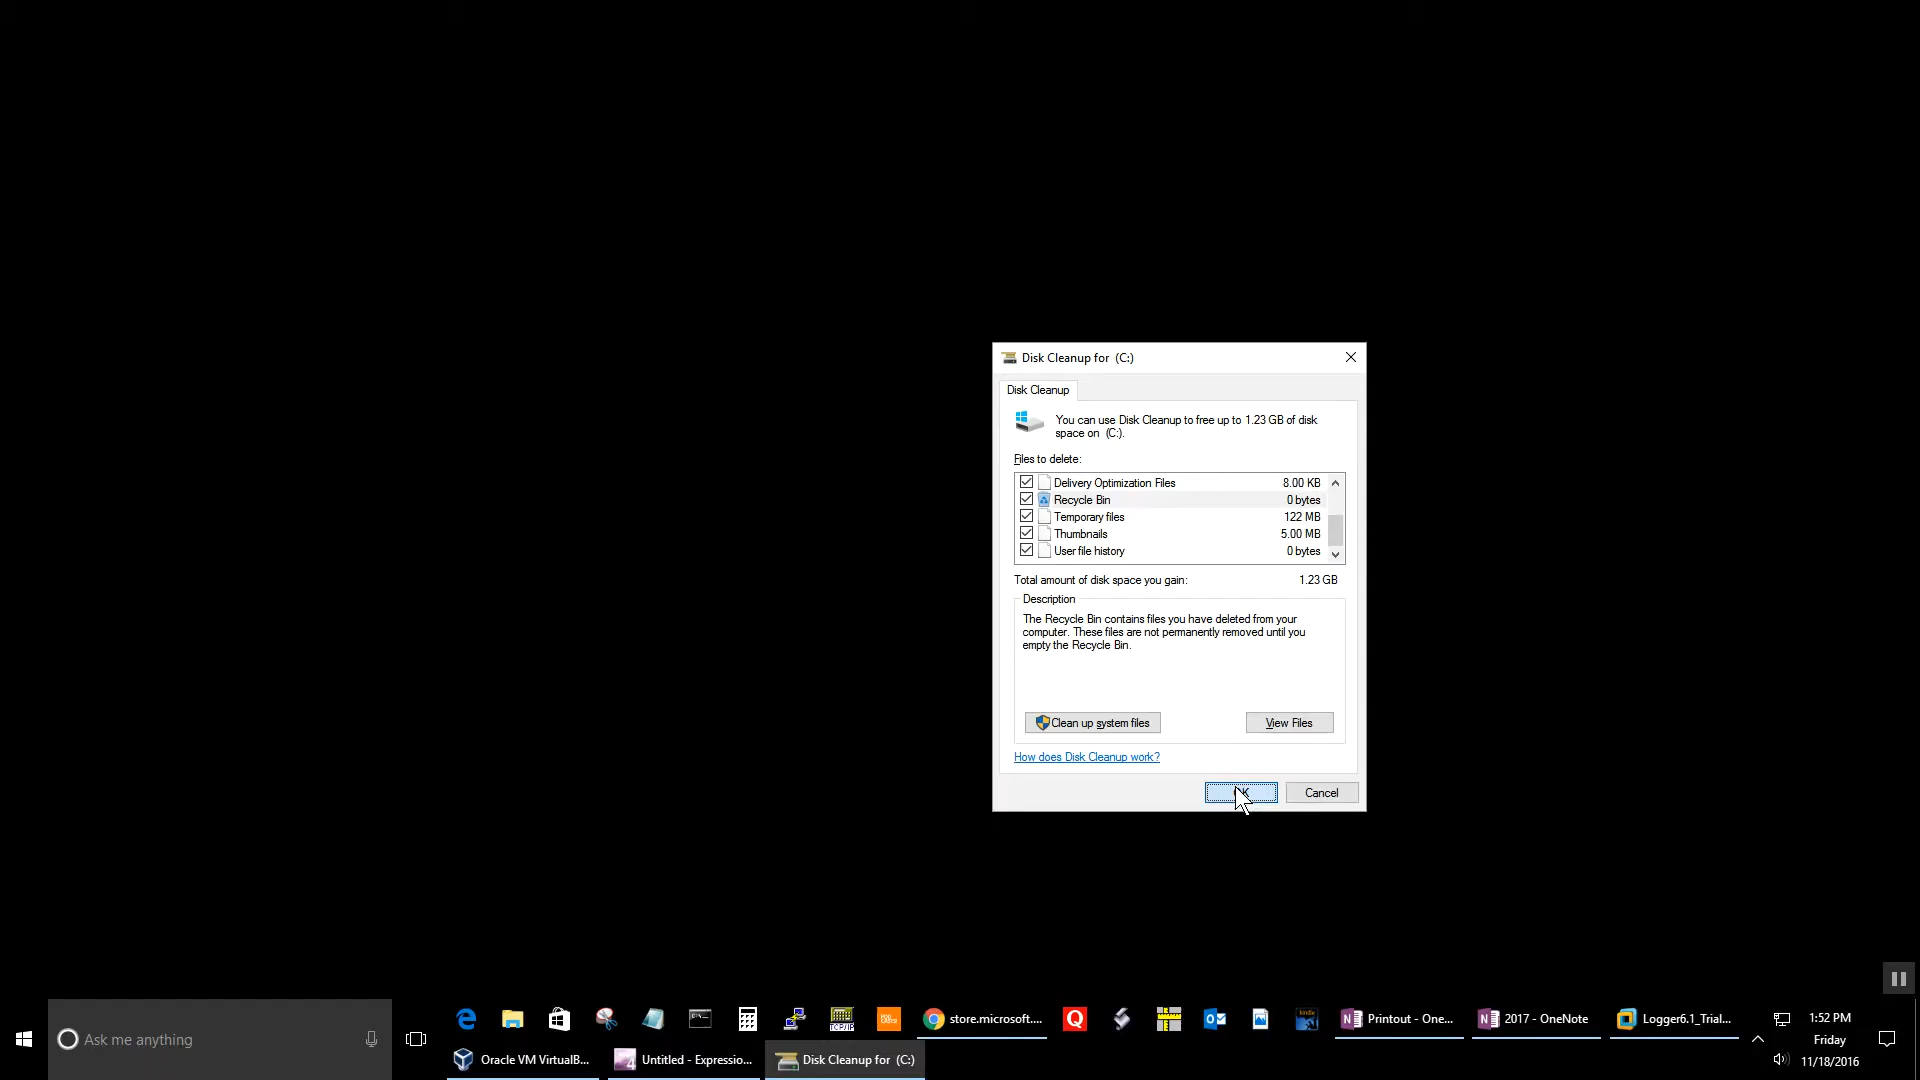 Disk Cleanup for (C:)
Disk Cleanup
You can use Disk Cleanup to free up to 1.23 GB of disk
space on (C:).
Files to delete:
Delivery Optimization Files 8.00 KB
Recycle Bin 0 bytes
Temporary files 122 MB
Thumbnails 5.00 MB
User file history 0 bytes
Total amount of disk space you gain: 1.23 GB
Description
The Recycle Bin contains files you have deleted from your
computer. These files are not permanently removed until you
empty the Recycle Bin.
Clean up system files View Files
How does Disk Cleanup work?
Cancel
Ask me anything
TCP/IP
store.microsoft....
Q
kindle
Printout - One...
2017 - OneNote
Logger6.1_Trial...
1:52 PM
Friday
11/18/2016
Oracle VM VirtualB...
Untitled - Expressio...
Disk Cleanup for (C:)